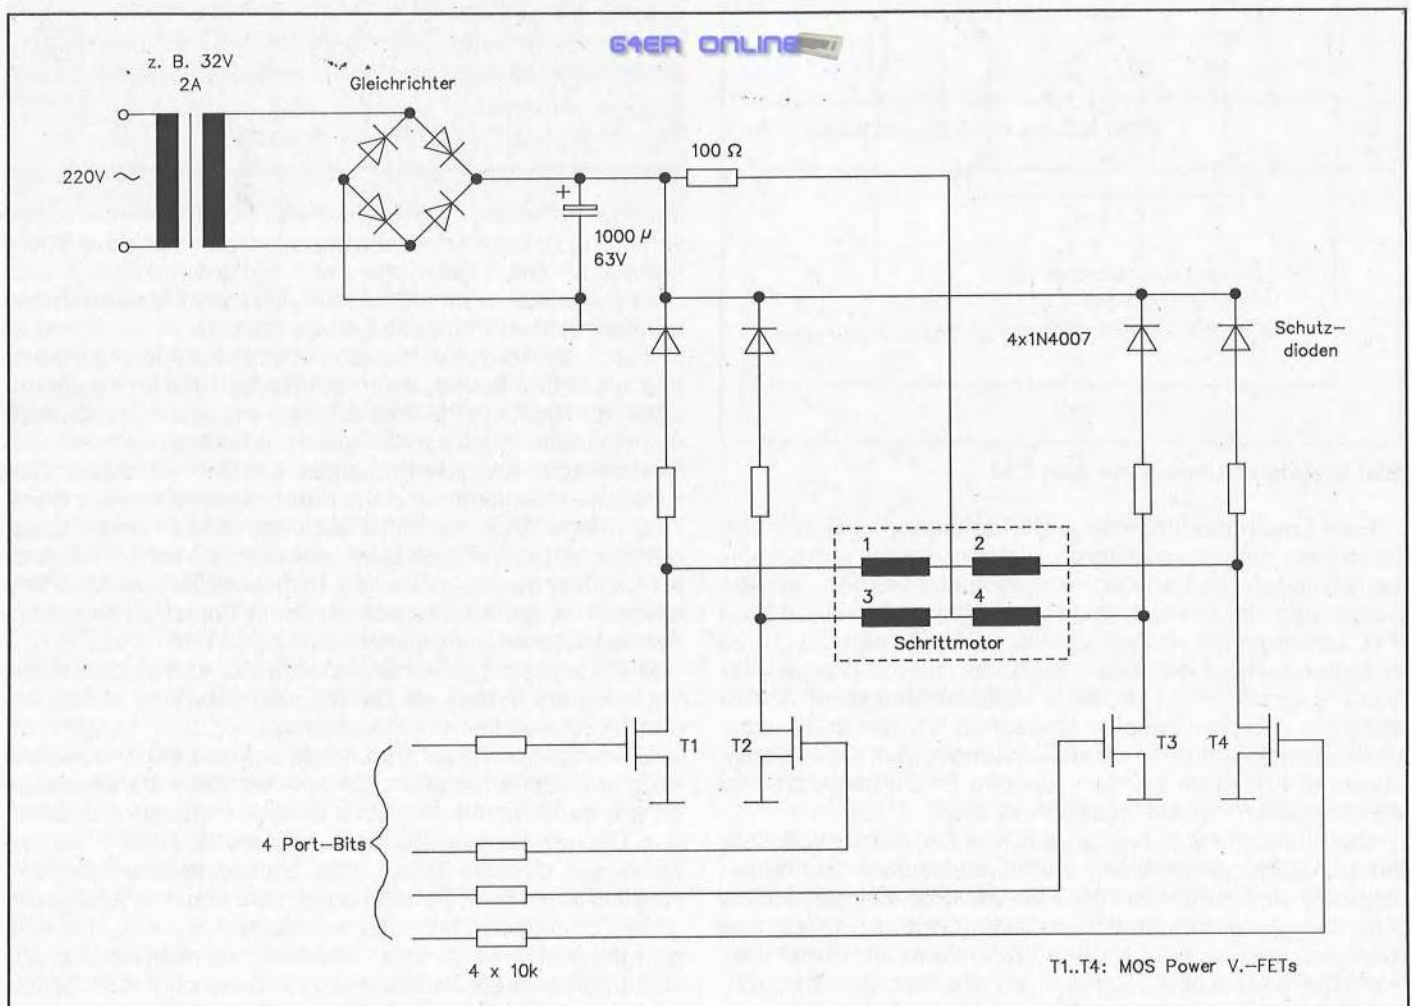 64ER ONLINE
z. B. 32V
2A
Gleichrichter
220V ~
+
1000 µ
63V
100 Ω
4x1N4007
Schutz–
dioden
1
2
3
4
Schrittmotor
T1
T2
T3
T4
4 Port–Bits
4 x 10k
T1..T4: MOS Power V.–FETs